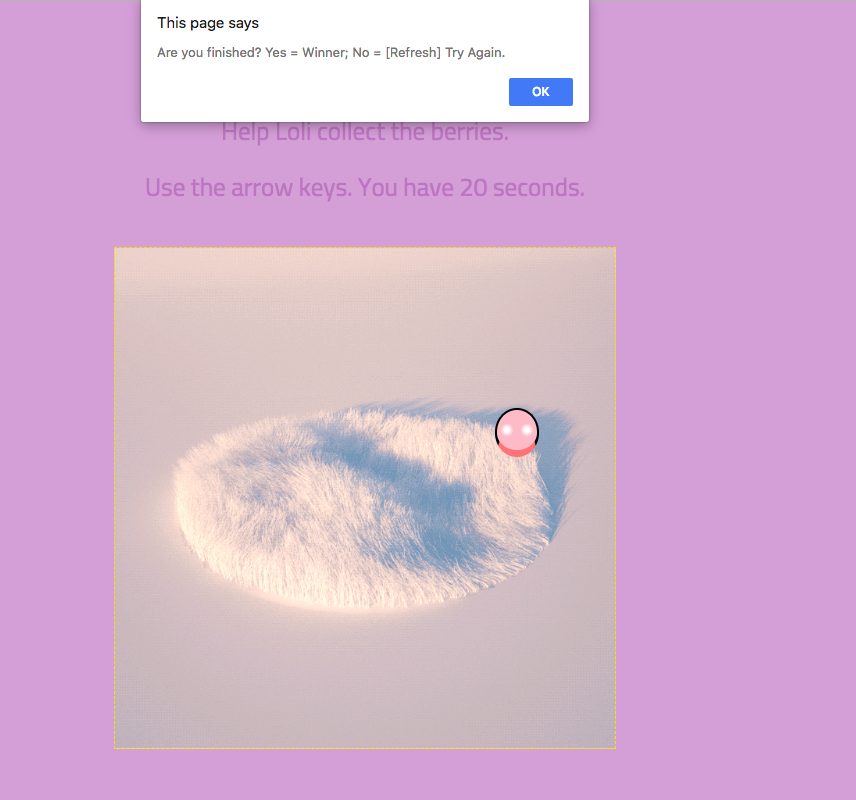 This page says
Are you finished? Yes = Winner; No = [Refresh] Try Again.
OK
Help Loli collect the berries.
Use the arrow keys. You have 20 seconds.